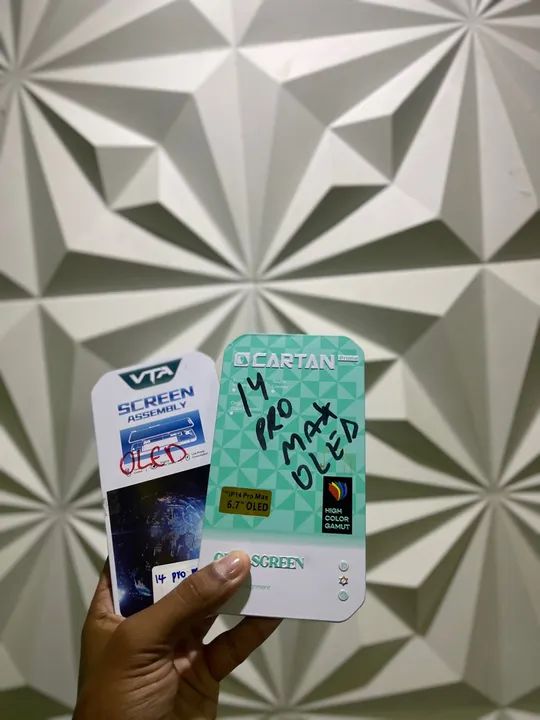 VTA
SCREEN
ASSEMBLY
OLED
14 PRO
CARTAN
14
PRO
MAX
OLED
iP14 Pro Max
6.7" OLED
HIGH
COLOR
GAMUT
SCREEN